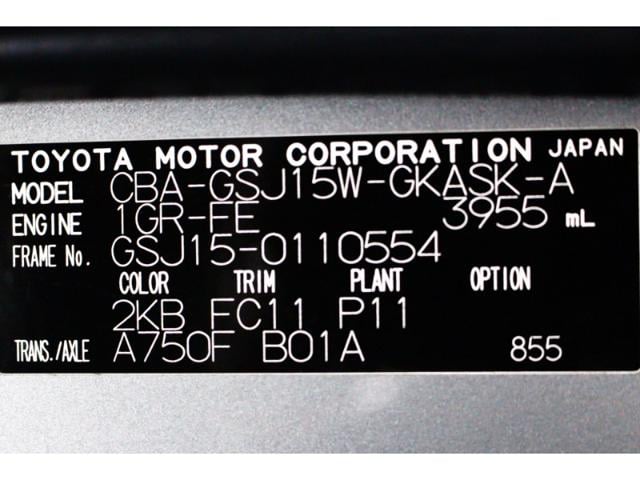 TOYOTA MOTOR CORPORATION JAPAN
MODEL CBA-GSJ15W-GKASK-A
ENGINE 1GR-FE 3955 mL
FRAME No. GSJ15-0110554
COLOR TRIM PLANT OPTION
2KB FC11 P11
TRANS./AXLE A750F B01A 855